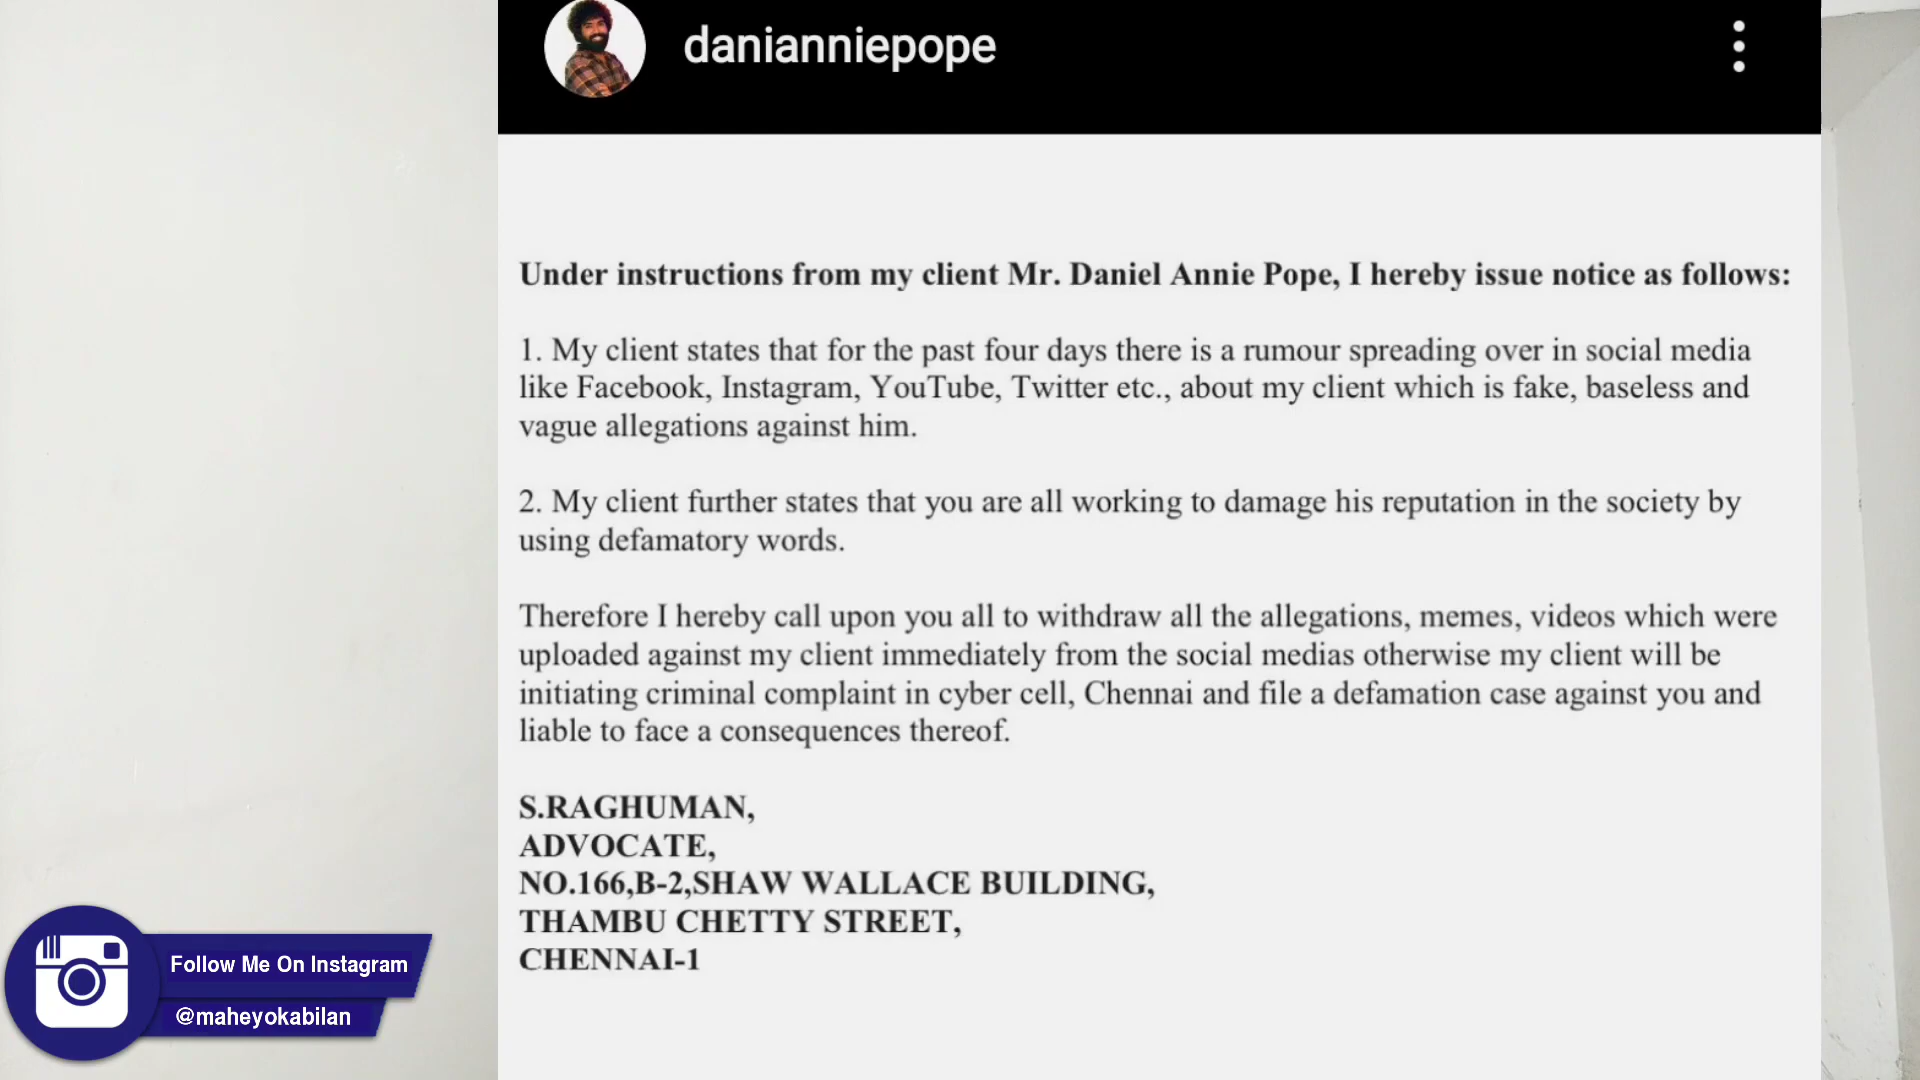 danianniepope
Under instructions from my client Mr. Daniel Annie Pope, I hereby issue notice as follows:
1. My client states that for the past four days there is a rumour spreading over in social media
like Facebook, Instagram, YouTube, Twitter etc., about my client which is fake, baseless and
vague allegations against him.
2. My client further states that you are all working to damage his reputation in the society by
using defamatory words.
Therefore I hereby call upon you all to withdraw all the allegations, memes, videos which were
uploaded against my client immediately from the social medias otherwise my client will be
initiating criminal complaint in cyber cell, Chennai and file a defamation case against you and
liable to face a consequences thereof.
S.RAGHUMAN,
ADVOCATE,
NO.166,B-2,SHAW WALLACE BUILDING,
THAMBU CHETTY STREET,
CHENNAI-1
Follow Me On Instagram
@maheyokabilan